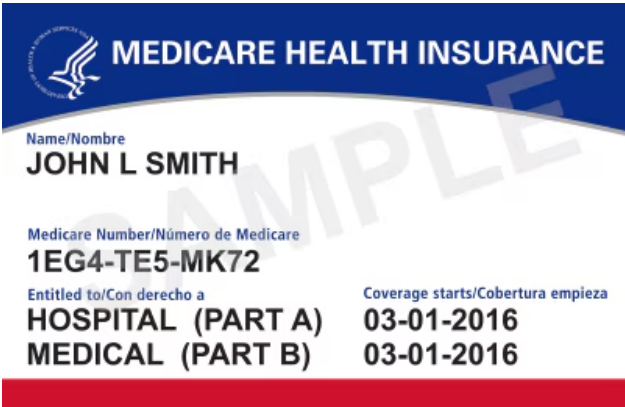 MEDICARE HEALTH INSURANCE
Name/Nombre
JOHN L SMITH
Medicare Number/Número de Medicare
1EG4-TE5-MK72
Entitled to/Con derecho a
Coverage starts/Cobertura empieza
HOSPITAL (PART A) 03-01-2016
MEDICAL (PART B) 03-01-2016
SAMPLE